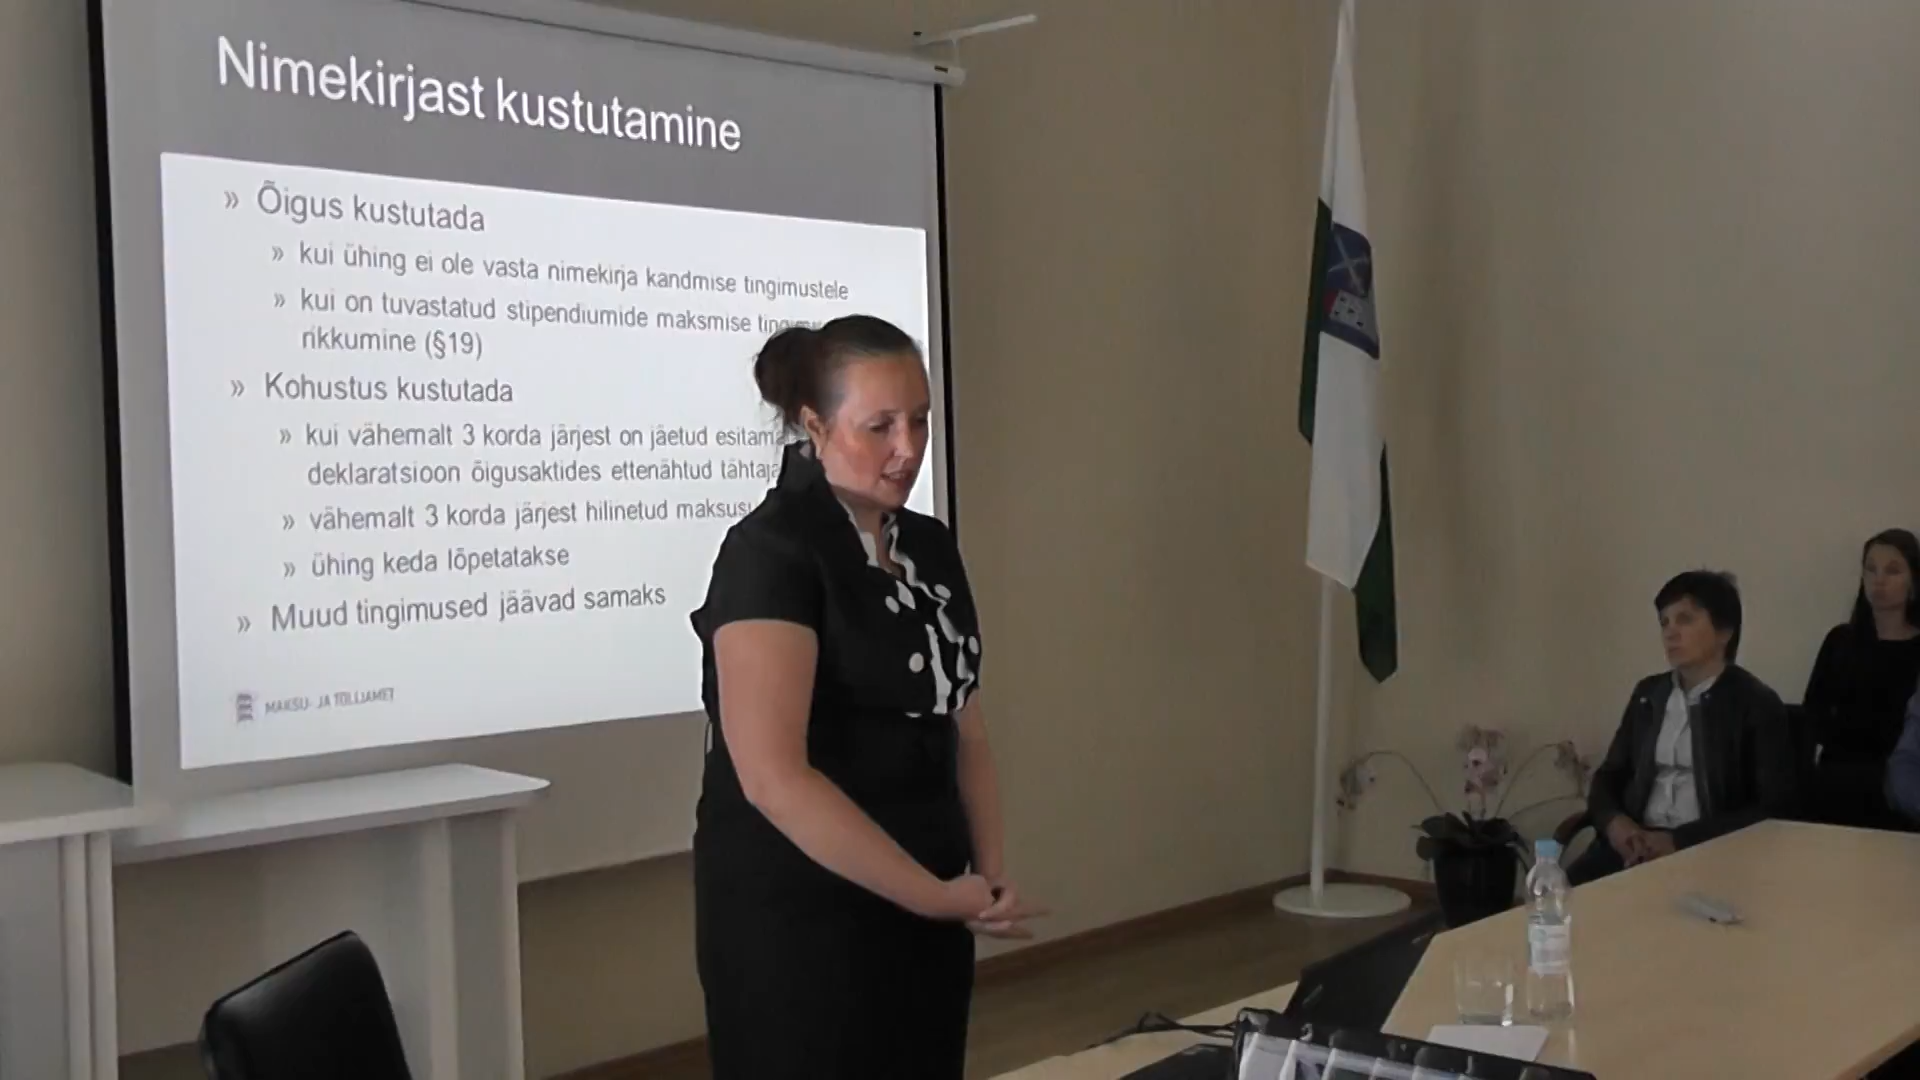 Nimekirjast kustutamine
» Õigus kustutada
» kui ühing ei ole vasta nimekirja kandmise tingimustele
» kui on tuvastatud stipendiumide maksmise
rikkumine (§19)
» Kohustus kustutada
» kui vähemalt 3 korda järjest on jäetud
deklaratsioon õigusaktides ettenähtud
» vähemalt 3 korda järjest hilinetud
» ühing keda lõpetatakse
» Muud tingimused jäävad samaks
MAKSU- JA TOLLIAMET